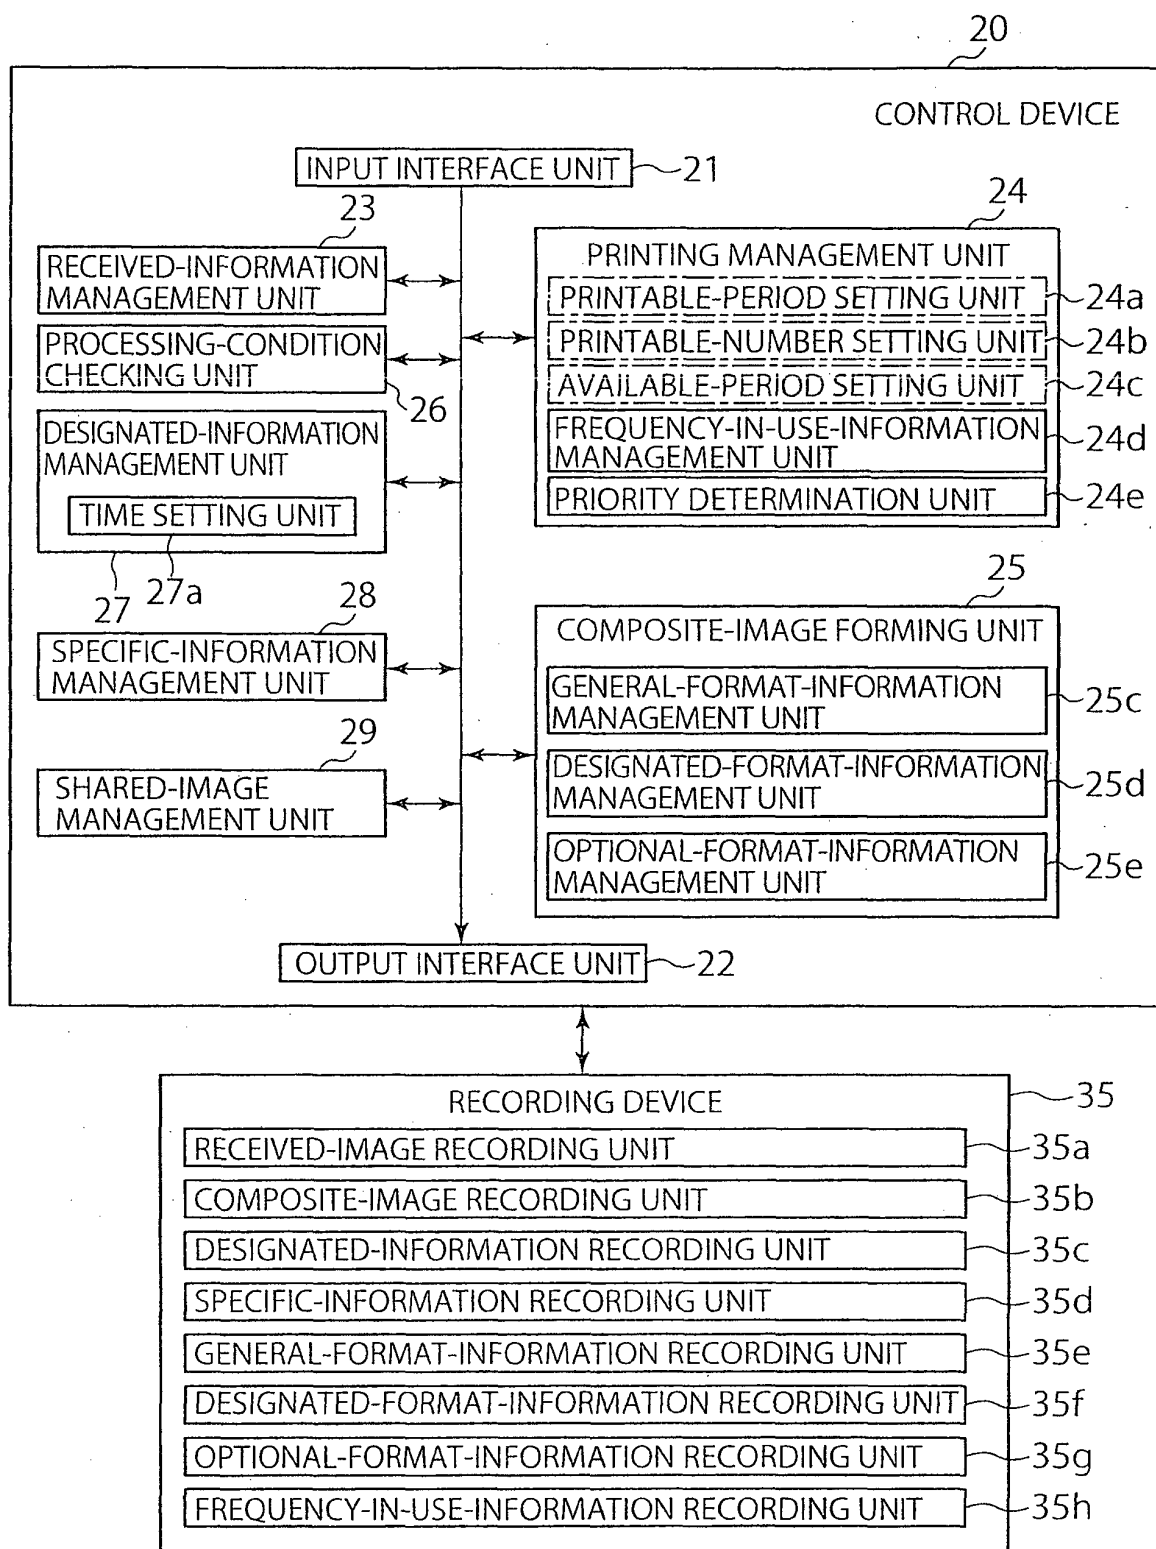 20
CONTROL DEVICE
INPUT INTERFACE UNIT
21
23
RECEIVED-INFORMATION
MANAGEMENT UNIT
PROCESSING-CONDITION
CHECKING UNIT
26
DESIGNATED-INFORMATION
MANAGEMENT UNIT
TIME SETTING UNIT
27
27a
28
SPECIFIC-INFORMATION
MANAGEMENT UNIT
29
SHARED-IMAGE
MANAGEMENT UNIT
24
PRINTING MANAGEMENT UNIT
PRINTABLE-PERIOD SETTING UNIT
24a
PRINTABLE-NUMBER SETTING UNIT
24b
AVAILABLE-PERIOD SETTING UNIT
24c
FREQUENCY-IN-USE-INFORMATION
MANAGEMENT UNIT
24d
PRIORITY DETERMINATION UNIT
24e
25
COMPOSITE-IMAGE FORMING UNIT
GENERAL-FORMAT-INFORMATION
MANAGEMENT UNIT
25c
DESIGNATED-FORMAT-INFORMATION
MANAGEMENT UNIT
25d
OPTIONAL-FORMAT-INFORMATION
MANAGEMENT UNIT
25e
OUTPUT INTERFACE UNIT
22
RECORDING DEVICE
35
RECEIVED-IMAGE RECORDING UNIT
35a
COMPOSITE-IMAGE RECORDING UNIT
35b
DESIGNATED-INFORMATION RECORDING UNIT
35c
SPECIFIC-INFORMATION RECORDING UNIT
35d
GENERAL-FORMAT-INFORMATION RECORDING UNIT
35e
DESIGNATED-FORMAT-INFORMATION RECORDING UNIT
35f
OPTIONAL-FORMAT-INFORMATION RECORDING UNIT
35g
FREQUENCY-IN-USE-INFORMATION RECORDING UNIT
35h